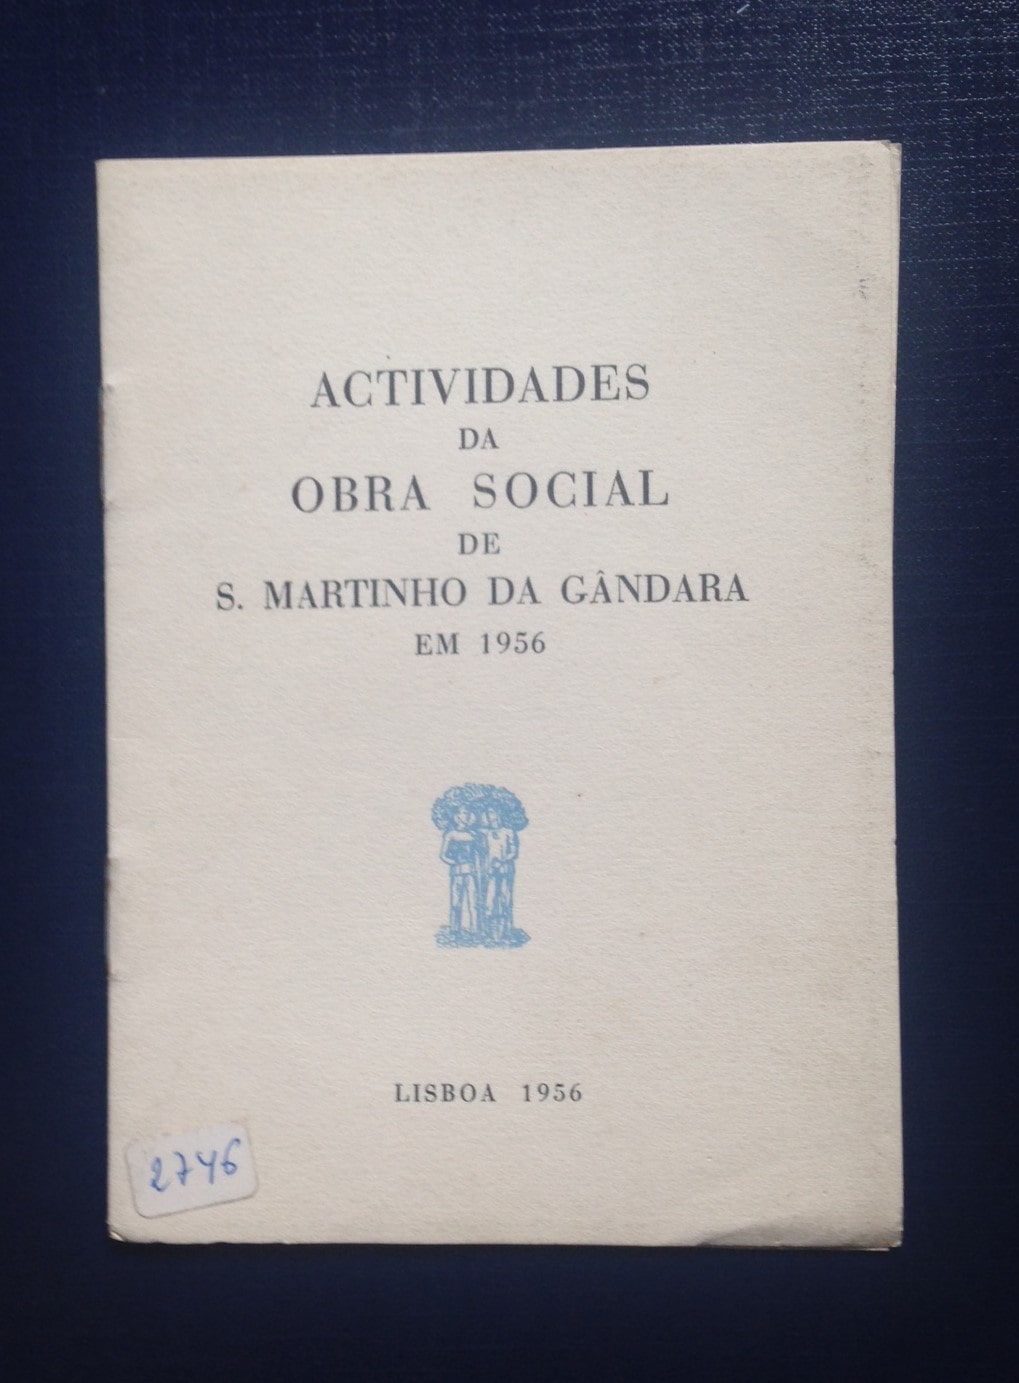 ACTIVIDADES
DA
OBRA SOCIAL
DE
S. MARTINHO DA GÂNDARA
EM 1956
LISBOA 1956
2746